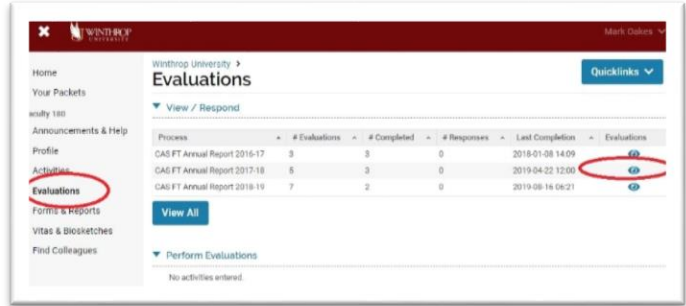 WINTHROP
UNIVERSITY
Mark Oakes
Home
Your Packets
aculty 180
Announcements & Help
Profile
Activities
Evaluations
Forms & Reports
Vitas & Biosketches
Find Colleagues
Winthrop University >
Evaluations
Quicklinks
View / Respond
Process # Evaluations # Completed # Responses Last Completion Evaluations
CAS FT Annual Report 2016-17 3 3 0 2018-01-08 14:09
CAS FT Annual Report 2017-18 5 3 0 2019-04-22 12:00
CAS FT Annual Report 2018-19 7 2 0 2019-08-16 06:21
View All
Perform Evaluations
No activities entered.